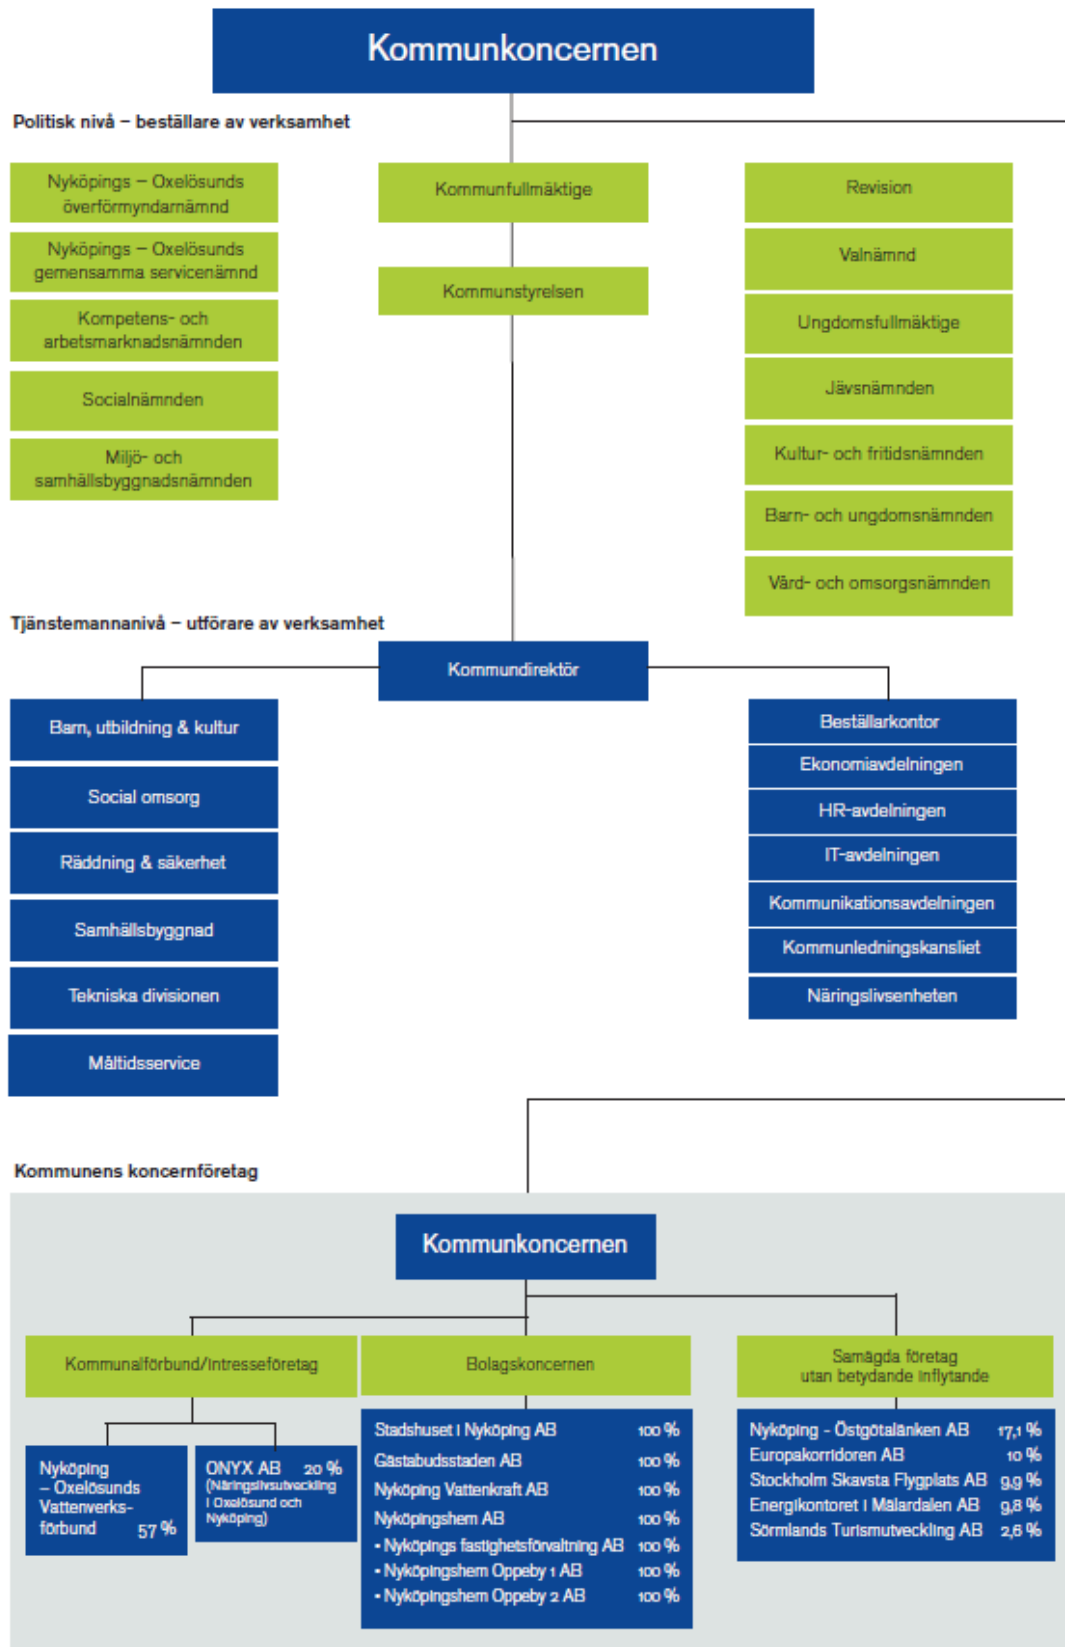 Kommunkoncernen
Politisk nivå – beställare av verksamhet
Nyköpings – Oxelösunds
överförmyndarnämnd
Nyköpings – Oxelösunds
gemensamma servicenämnd
Kompetens- och
arbetsmarknadsnämnden
Socialnämnden
Miljö- och
samhällsbyggnadsnämnden
Kommunfullmäktige
Kommunstyrelsen
Revision
Valnämnd
Ungdomsfullmäktige
Jävsnämnden
Kultur- och fritidsnämnden
Barn- och ungdomsnämnden
Vård- och omsorgsnämnden
Tjänstemannanivå – utförare av verksamhet
Kommundirektör
Barn, utbildning & kultur
Social omsorg
Räddning & säkerhet
Samhällsbyggnad
Tekniska divisionen
Måltidsservice
Beställarkontor
Ekonomiavdelningen
HR-avdelningen
IT-avdelningen
Kommunikationsavdelningen
Kommunledningskansliet
Näringslivsenheten
Kommunens koncernföretag
Kommunkoncernen
Kommunalförbund/Intresseföretag
Nyköping
– Oxelösunds
Vattenverks-
förbund 57 %
ONYX AB 20 %
(Näringslivsutveckling
i Oxelösund och
Nyköping)
Bolagskoncernen
Stadshuset i Nyköping AB 100 %
Gästabudsstaden AB 100 %
Nyköping Vattenkraft AB 100 %
Nyköpingshem AB 100 %
• Nyköpings fastighetsförvaltning AB 100 %
• Nyköpingshem Oppeby 1 AB 100 %
• Nyköpingshem Oppeby 2 AB 100 %
Samägda företag
utan betydande inflytande
Nyköping - Östgötalänken AB 17,1 %
Europakorridoren AB 10 %
Stockholm Skavsta Flygplats AB 9,9 %
Energikontoret i Mälardalen AB 9,8 %
Sörmlands Turismutveckling AB 2,6 %